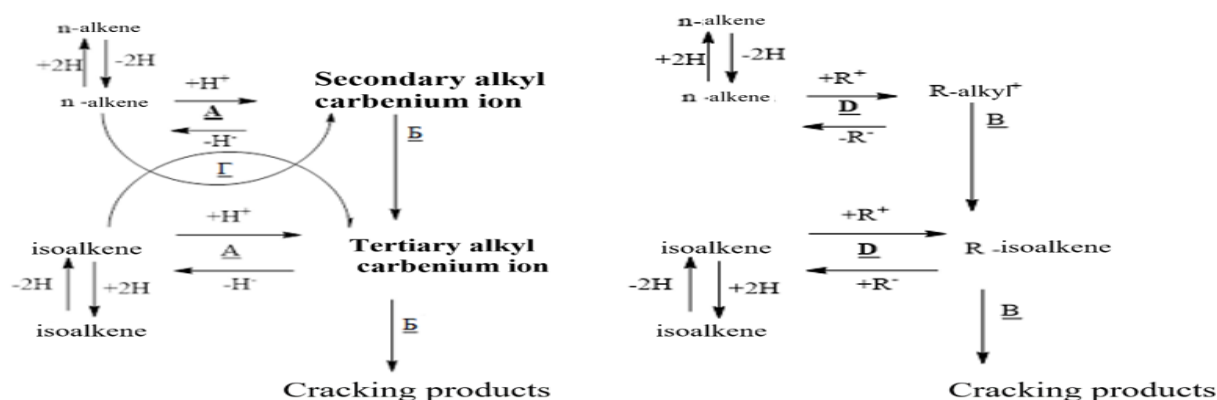 n-alkene
+2H
-2H
n -alkene
+H⁺
А
-H⁻
Secondary alkyl
carbenium ion
Б
Г
isoalkene
+H⁺
А
-H⁻
Tertiary alkyl
carbenium ion
-2H
+2H
isoalkene
Б
Cracking products
n-alkene
+2H
-2H
n -alkene
+R⁺
D
-R⁻
R-alkyl⁺
В
isoalkene
+R⁺
D
+R⁻
R -isoalkene
-2H
+2H
isoalkene
В
Cracking products